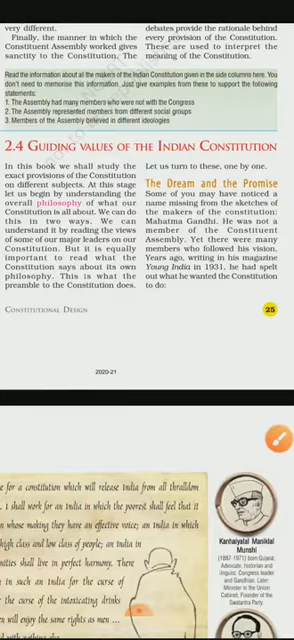 very different.
Finally, the manner in which the
Constituent Assembly worked gives
sanctity to the Constitution. The
debates provide the rationale behind
every provision of the Constitution.
These are used to interpret the
meaning of the Constitution.
Read the information about all the makers of the Indian Constitution given in the side columns here. You
don't need to memorise this information. Just give examples from these to support the following
statements:
1. The Assembly had many members who were not with the Congress
2. The Assembly represented members from different social groups
3. Members of the Assembly believed in different ideologies
2.4 GUIDING VALUES OF THE INDIAN CONSTITUTION
In this book we shall study the
exact provisions of the Constitution
on different subjects. At this stage
let us begin by understanding the
overall philosophy of what our
Constitution is all about. We can do
this in two ways. We can
understand it by reading the views
of some of our major leaders on our
Constitution. But it is equally
important to read what the
Constitution says about its own
philosophy. This is what the
preamble to the Constitution does.
Let us turn to these, one by one.
The Dream and the Promise
Some of you may have noticed a
name missing from the sketches of
the makers of the constitution:
Mahatma Gandhi. He was not a
member of the Constituent
Assembly. Yet there were many
members who followed his vision.
Years ago, writing in his magazine
Young India in 1931, he had spelt
out what he wanted the Constitution
to do:
CONSTITUTIONAL DESIGN
25
2020-21
e for a constitution which will release India from all thralldom
. I shall work for an India in which the poorest shall feel that it
n whose making they have an effective voice; an India in which
high class and low class of people; an India in
nities shall live in perfect harmony. There
in such an India for the curse of
r the curse of the intoxicating drinks
en will enjoy the same rights as men ...
Kanhaiyalal Maniklal
Munshi
(1887-1971) born: Gujarat.
Advocate, historian and
linguist. Congress leader
and Gandhian. Later:
Minister in the Union
Cabinet. Founder of the
Swatantra Party.